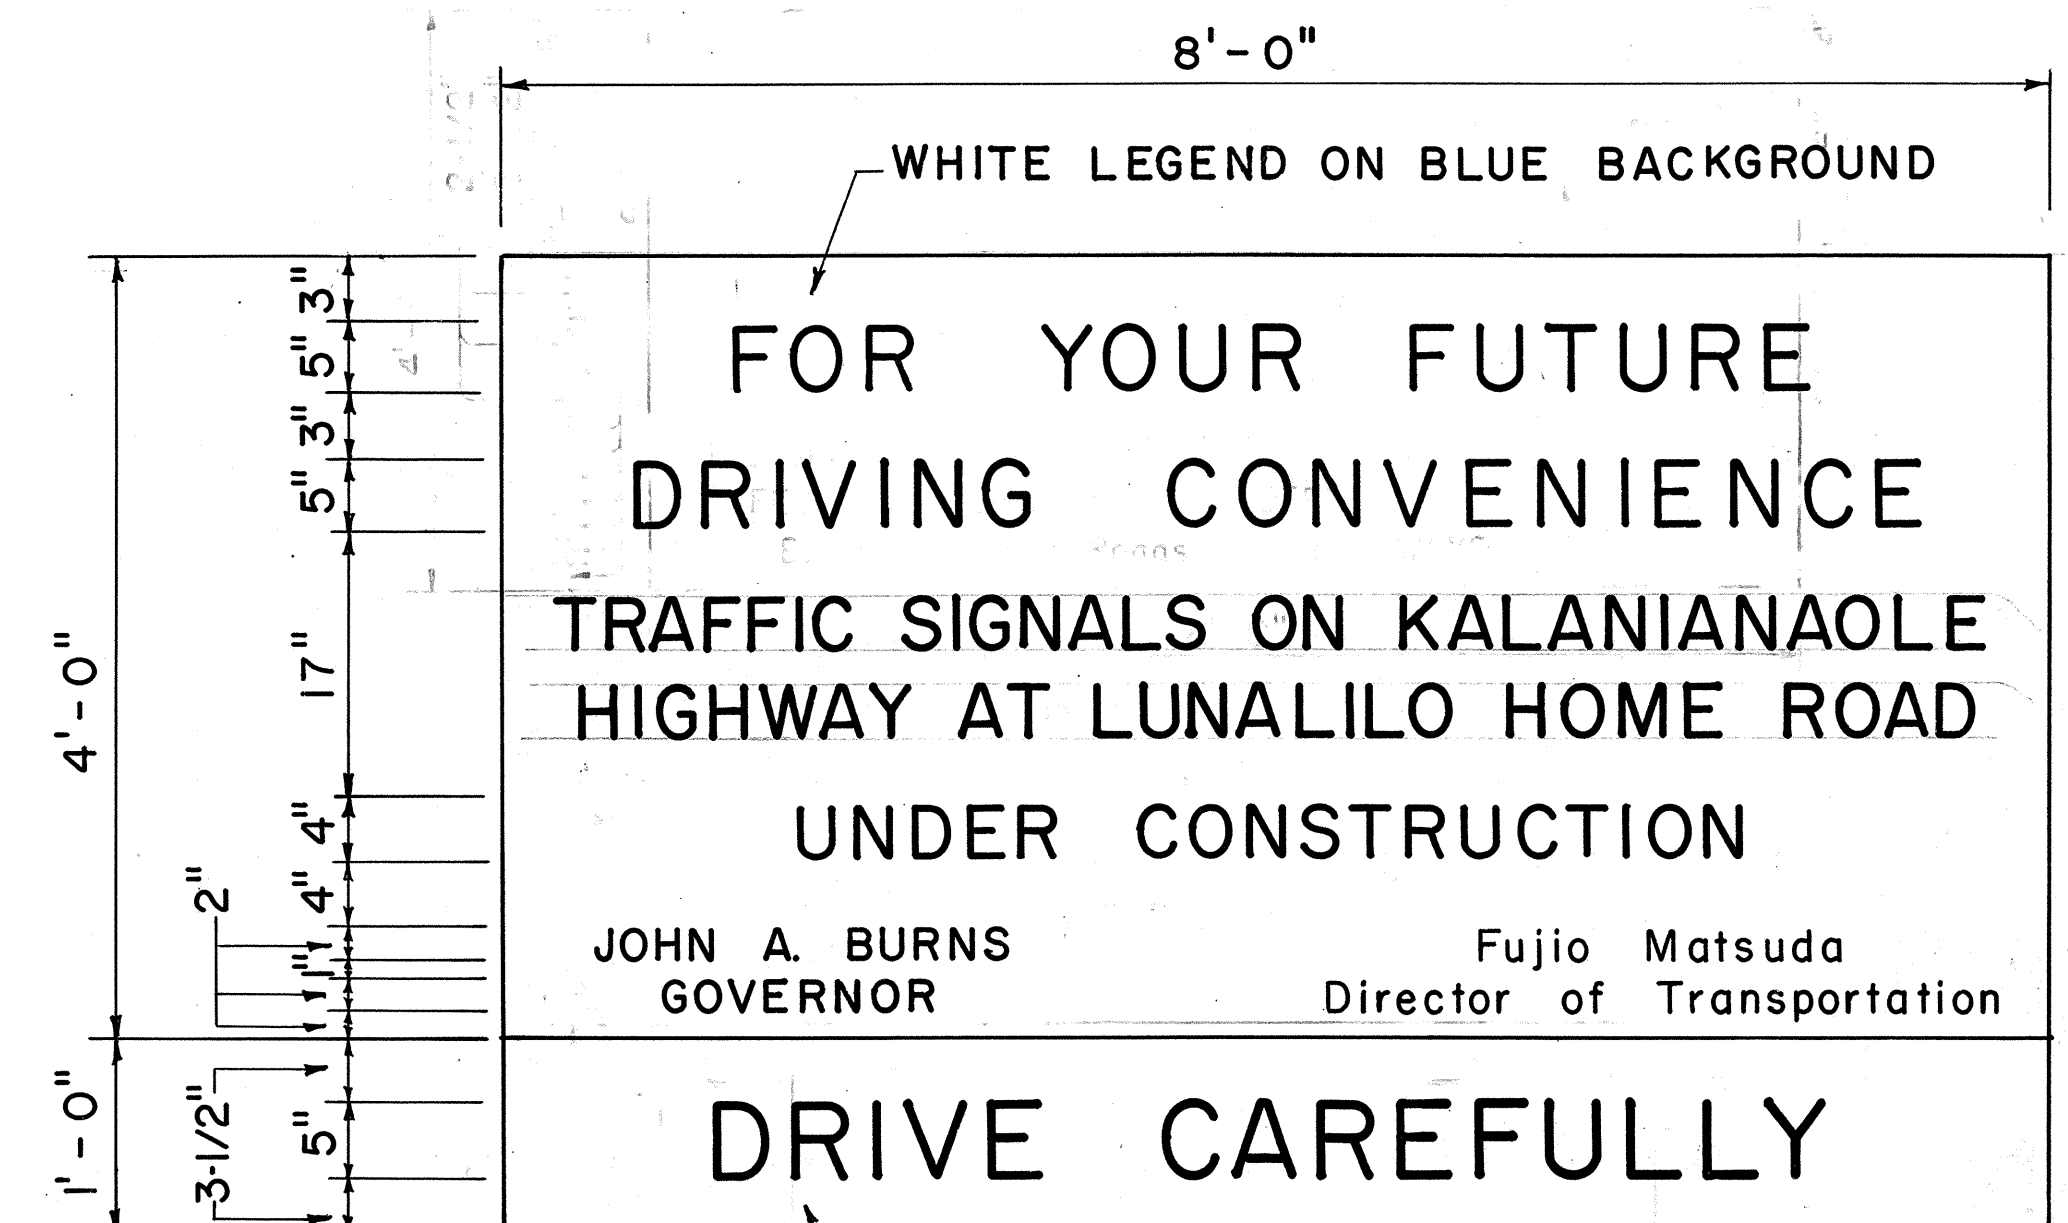 8'-0"
WHITE LEGEND ON BLUE BACKGROUND
3"
5"
3"
5"
17"
4"
4"
2"
1"
4'-0"
FOR YOUR FUTURE
DRIVING CONVENIENCE
TRAFFIC SIGNALS ON KALANIANAOLE
HIGHWAY AT LUNALILO HOME ROAD
UNDER CONSTRUCTION
JOHN A. BURNS Fujio Matsuda
GOVERNOR Director of Transportation
1'-0"
3-1/2"
5"
DRIVE CAREFULLY